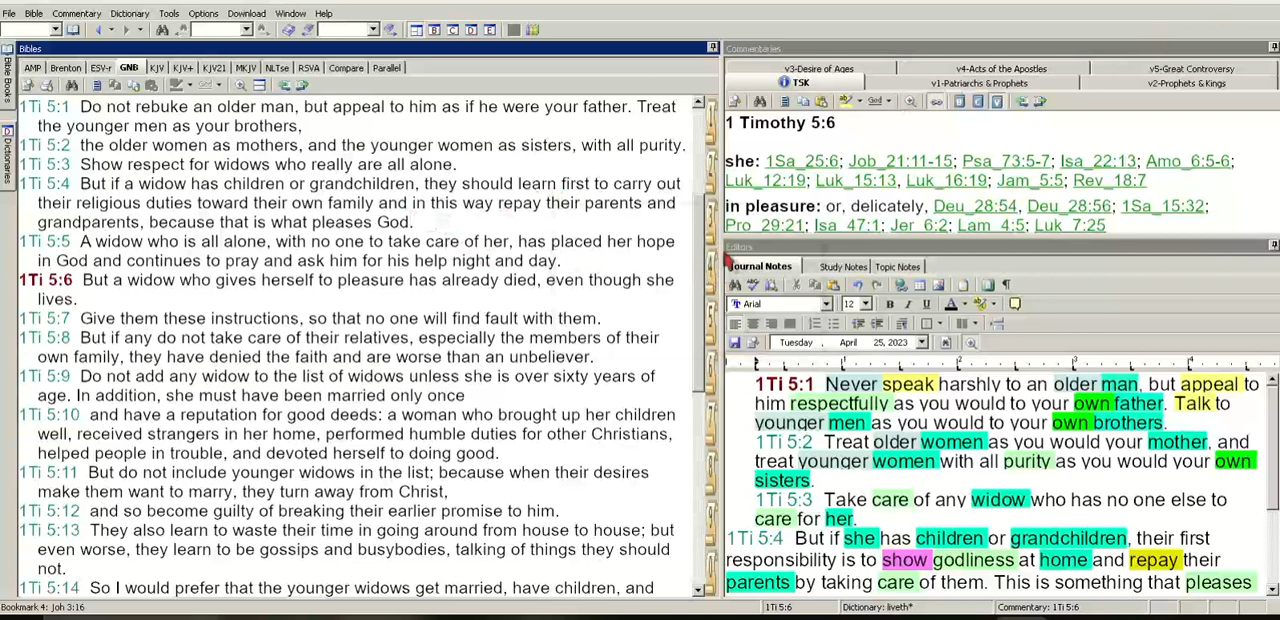 File Bible Commentary Dictionary Tools Options Download Window Help
B C D E
Bibles
AMP Brenton ESV-r GNB KJV KJV+ KJV21 MKJV NLTse RSVA Compare Parallel
Bible Books
Dictionaries
1Ti 5:1 Do not rebuke an older man, but appeal to him as if he were your father. Treat
the younger men as your brothers,
1Ti 5:2 the older women as mothers, and the younger women as sisters, with all purity.
1Ti 5:3 Show respect for widows who really are all alone.
1Ti 5:4 But if a widow has children or grandchildren, they should learn first to carry out
their religious duties toward their own family and in this way repay their parents and
grandparents, because that is what pleases God.
1Ti 5:5 A widow who is all alone, with no one to take care of her, has placed her hope
in God and continues to pray and ask him for his help night and day.
1Ti 5:6 But a widow who gives herself to pleasure has already died, even though she
lives.
1Ti 5:7 Give them these instructions, so that no one will find fault with them.
1Ti 5:8 But if any do not take care of their relatives, especially the members of their
own family, they have denied the faith and are worse than an unbeliever.
1Ti 5:9 Do not add any widow to the list of widows unless she is over sixty years of
age. In addition, she must have been married only once
1Ti 5:10 and have a reputation for good deeds: a woman who brought up her children
well, received strangers in her home, performed humble duties for other Christians,
helped people in trouble, and devoted herself to doing good.
1Ti 5:11 But do not include younger widows in the list; because when their desires
make them want to marry, they turn away from Christ,
1Ti 5:12 and so become guilty of breaking their earlier promise to him.
1Ti 5:13 They also learn to waste their time in going around from house to house; but
even worse, they learn to be gossips and busybodies, talking of things they should
not.
1Ti 5:14 So I would prefer that the younger widows get married, have children, and
Commentaries
v3-Desire of Ages v4-Acts of the Apostles v5-Great Controversy
TSK v1-Patriarchs & Prophets v2-Prophets & Kings
1 Timothy 5:6
she: 1Sa_25:6; Job_21:11-15; Psa_73:5-7; Isa_22:13; Amo_6:5-6;
Luk_12:19; Luk_15:13, Luk_16:19; Jam_5:5; Rev_18:7
in pleasure: or, delicately, Deu_28:54, Deu_28:56; 1Sa_15:32;
Pro_29:21; Isa_47:1; Jer_6:2; Lam_4:5; Luk_7:25
Editors
Journal Notes Study Notes Topic Notes
Arial 12 B I U A
Tuesday , April 25, 2023
1 2 3 4
1Ti 5:1 Never speak harshly to an older man, but appeal to
him respectfully as you would to your own father. Talk to
younger men as you would to your own brothers.
1Ti 5:2 Treat older women as you would your mother, and
treat younger women with all purity as you would your own
sisters.
1Ti 5:3 Take care of any widow who has no one else to
care for her.
1Ti 5:4 But if she has children or grandchildren, their first
responsibility is to show godliness at home and repay their
parents by taking care of them. This is something that pleases
Bookmark 4: Joh 3:16 1Ti 5:6 Dictionary: liveth* Commentary: 1Ti 5:6